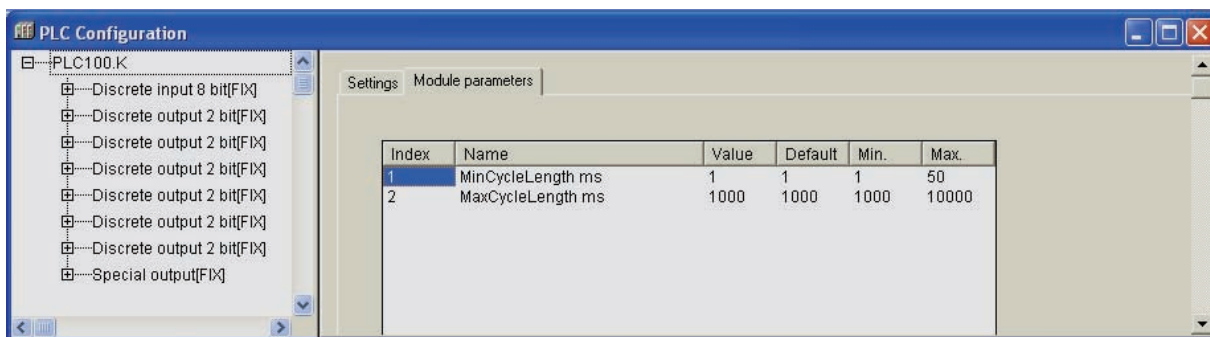 PLC Configuration
PLC100.K
Discrete input 8 bit[FIX]
Discrete output 2 bit[FIX]
Discrete output 2 bit[FIX]
Discrete output 2 bit[FIX]
Discrete output 2 bit[FIX]
Discrete output 2 bit[FIX]
Discrete output 2 bit[FIX]
Special output[FIX]
Settings Module parameters
Index Name Value Default Min. Max.
1 MinCycleLength ms 1 1 1 50
2 MaxCycleLength ms 1000 1000 1000 10000